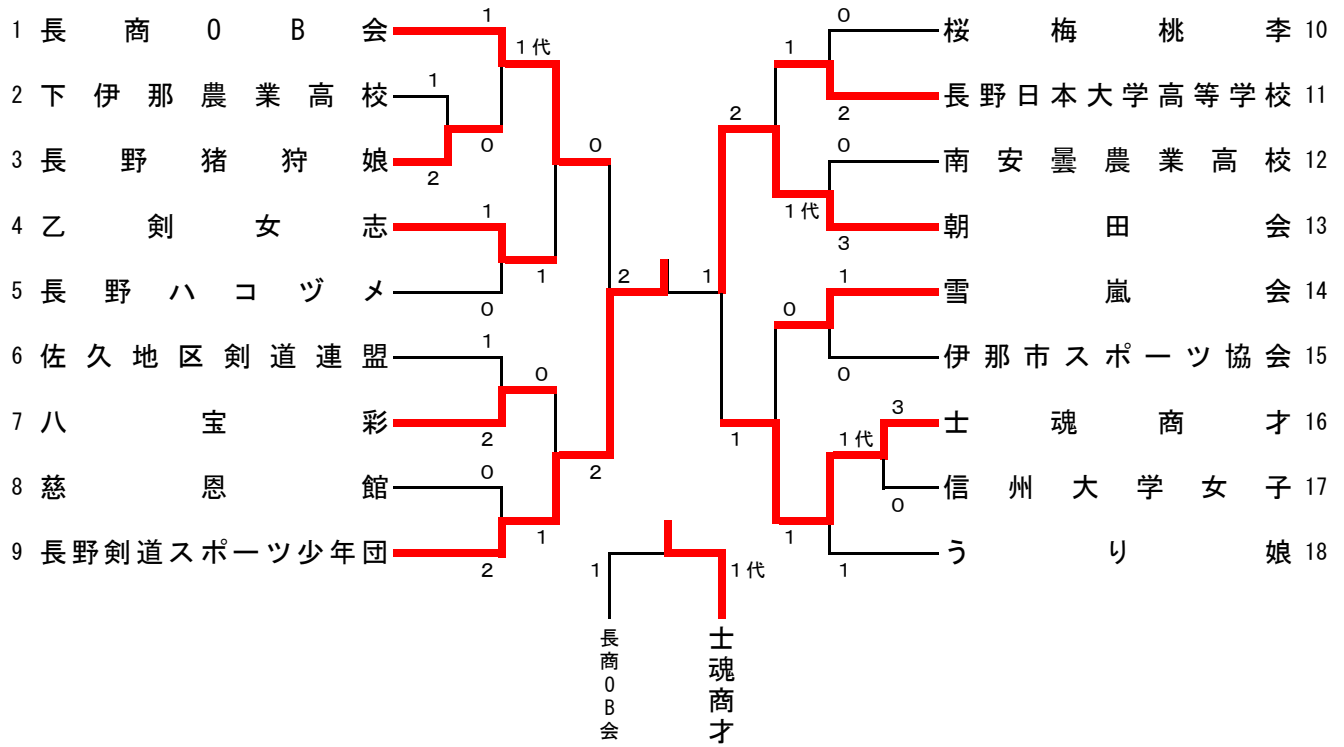 1 長商OB会
1
1代
2 下伊那農業高校
1
3 長野猪狩娘
2
0
0
4 乙剣女志
1
1
5 長野ハコヅメ
0
6 佐久地区剣道連盟
1
0
7 八宝彩
2
8 慈恩館
0
2
9 長野剣道スポーツ少年団
2
1
2
1
0
桜梅桃李 10
1
長野日本大学高等学校 11
2
2
0
南安曇農業高校 12
1代
朝田会 13
3
1
雪嵐会 14
0
伊那市スポーツ協会 15
0
3
士魂商才 16
1代
1
信州大学女子 17
0
1
うり娘 18
1
1
1代
長商OB会
士魂商才